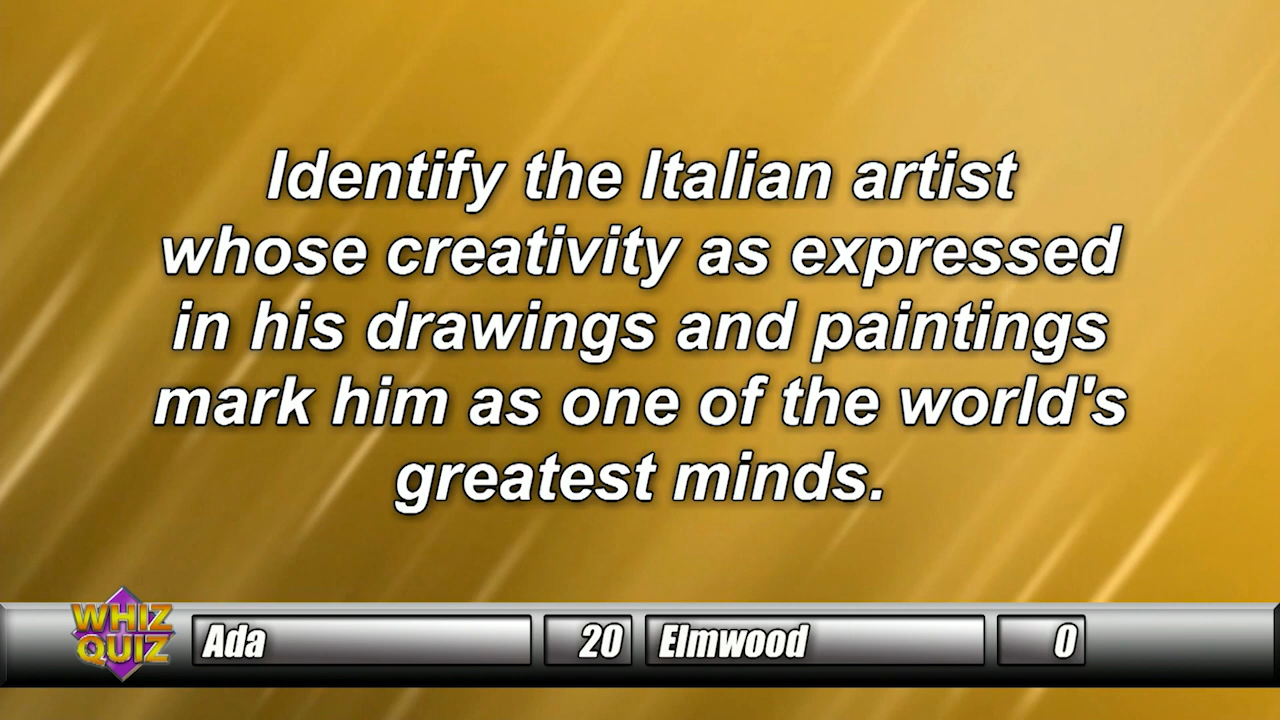 Identify the Italian artist
whose creativity as expressed
in his drawings and paintings
mark him as one of the world's
greatest minds.
WHIZ
QUIZ
Ada 20 Elmwood 0